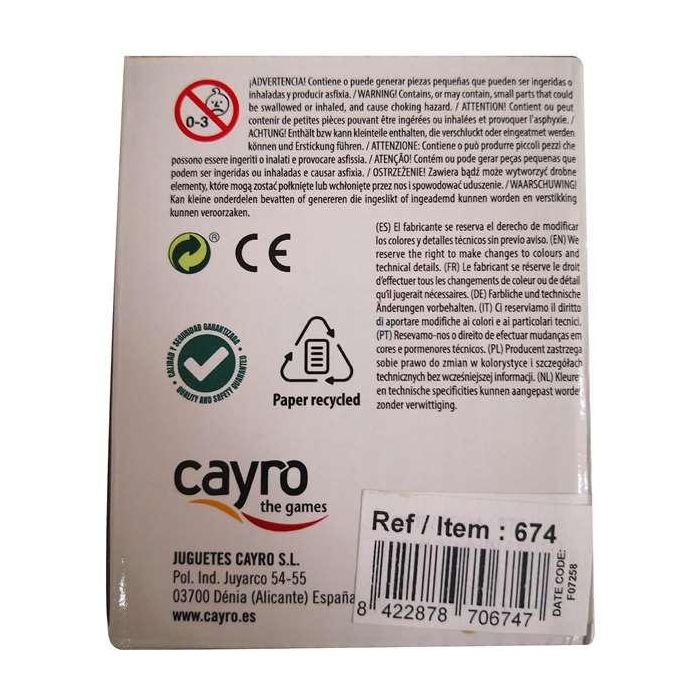 ¡ADVERTENCIA! Contiene o puede generar piezas pequeñas que pueden ser ingeridas o
inhaladas y producir asfixia. / WARNING! Contains, or may contain, small parts that could
be swallowed or inhaled, and cause choking hazard. / ATTENTION! Contient ou peut
contenir de petites pièces pouvant être ingérées ou inhalées et provoquer l'asphyxie. /
ACHTUNG! Enthält bzw kann kleinteile enthalten, die verschluckt oder eingeatmet werden
können und Erstickung führen. / ATTENZIONE: Contiene o può produrre piccoli pezzi che
possono essere ingeriti o inalati e provocare asfissia. / ATENÇÃO! Contém ou pode gerar peças pequenas que
podem ser ingeridas ou inhaladas e causar asfixia. / OSTRZEŻENIE! Zawiera bądź może wytworzyć drobne
elementy, które mogą zostać połknięte lub wchłonięte przez nos i spowodować uduszenie. / WAARSCHUWING!
Kan kleine onderdelen bevatten of genereren die ingeslikt of ingeademd kunnen worden en verstikking
kunnen veroorzaken.
0-3
®
CE
(ES) El fabricante se reserva el derecho de modificar
los colores y detalles técnicos sin previo aviso. (EN) We
reserve the right to make changes to colours and
technical details. (FR) Le fabricant se réserve le droit
d'effectuer tous les changements de couleur ou de détail
qu'il jugerait nécessaires. (DE) Farbliche und technische
Änderungen vorbehalten. (IT) Ci reserviamo il diritto
di aportare modifiche ai colori e ai particolari tecnici.
(PT) Resevamo-nos o direito de efectuar mudanças em
cores e pormenores técnicos. (PL) Producent zastrzega
sobie prawo do zmian w kolorystyce i szczegółach
technicznych bez wcześniejszej informacji. (NL) Kleure
en technische specificities kunnen aangepast worde
zonder verwittiging.
CALIDAD Y SEGURIDAD GARANTIZADA
QUALITY AND SAFETY GUARANTED
Paper recycled
cayro
the games
JUGUETES CAYRO S.L.
Pol. Ind. Juyarco 54-55
03700 Dénia (Alicante) España
www.cayro.es
Ref / Item : 674
8 422878 706747
DATE CODE:
F07258